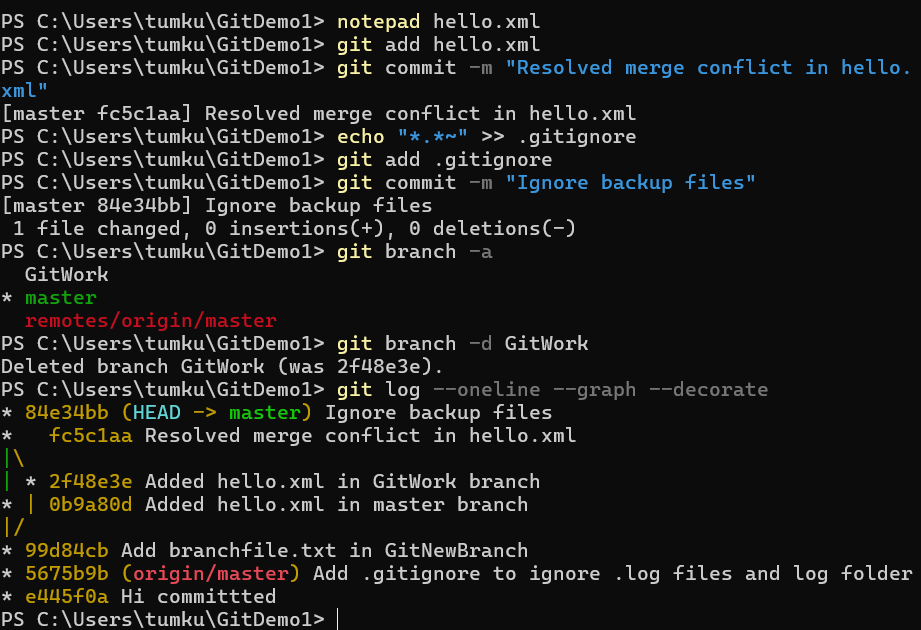 PS C:\Users\tumku\GitDemo1> notepad hello.xml
PS C:\Users\tumku\GitDemo1> git add hello.xml
PS C:\Users\tumku\GitDemo1> git commit -m "Resolved merge conflict in hello.
xml"
[master fc5c1aa] Resolved merge conflict in hello.xml
PS C:\Users\tumku\GitDemo1> echo "*.*~" >> .gitignore
PS C:\Users\tumku\GitDemo1> git add .gitignore
PS C:\Users\tumku\GitDemo1> git commit -m "Ignore backup files"
[master 84e34bb] Ignore backup files
 1 file changed, 0 insertions(+), 0 deletions(-)
PS C:\Users\tumku\GitDemo1> git branch -a
  GitWork
* master
  remotes/origin/master
PS C:\Users\tumku\GitDemo1> git branch -d GitWork
Deleted branch GitWork (was 2f48e3e).
PS C:\Users\tumku\GitDemo1> git log --oneline --graph --decorate
* 84e34bb (HEAD -> master) Ignore backup files
*   fc5c1aa Resolved merge conflict in hello.xml
|\
| * 2f48e3e Added hello.xml in GitWork branch
* | 0b9a80d Added hello.xml in master branch
|/
* 99d84cb Add branchfile.txt in GitNewBranch
* 5675b9b (origin/master) Add .gitignore to ignore .log files and log folder
* e445f0a Hi committted
PS C:\Users\tumku\GitDemo1>